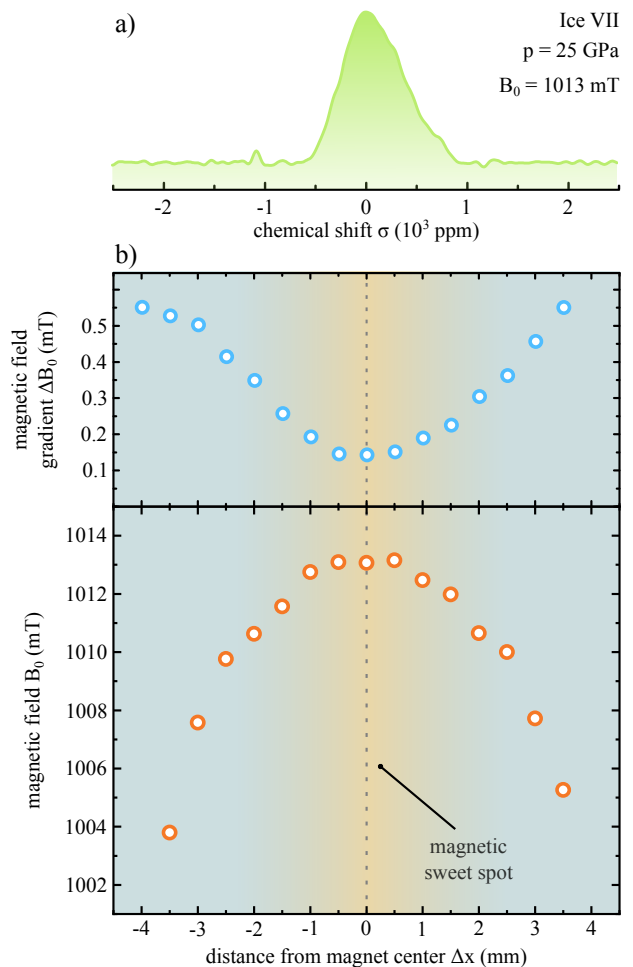 a)
Ice VII
p = 25 GPa
B₀ = 1013 mT
-2 -1 0 1 2
chemical shift σ (10³ ppm)
b)
magnetic field
gradient ΔB₀ (mT)
0.5
0.4
0.3
0.2
0.1
magnetic field B₀ (mT)
1014
1012
1010
1008
1006
1004
1002
magnetic
sweet spot
-4 -3 -2 -1 0 1 2 3 4
distance from magnet center Δx (mm)